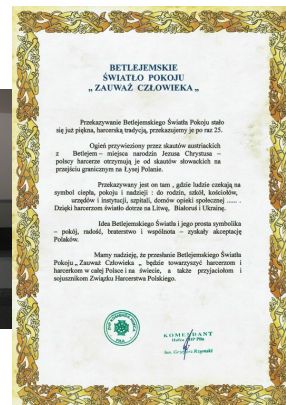 BETLEJEMSKIE
ŚWIATŁO POKOJU
„ ZAUWAŻ CZŁOWIEKA „
Przekazywanie Betlejemskiego Światła Pokoju stało
się już piękną, harcerską tradycją, przekazujemy je po raz 25.
Ogień przywieziony przez skautów austriackich
z Betlejem – miejsca narodzin Jezusa Chrystusa –
polscy harcerze otrzymują je od skautów słowackich na
przejściu granicznym na Łysej Polanie.
Przekazywany jest on tam , gdzie ludzie czekają na
symbol ciepła, pokoju i nadzieji : do rodzin, szkół, kościołów,
urzędów i instytucji, szpitali, domów opieki społecznej ...... .
Dzięki harcerzom światło dotrze na Litwę, Białoruś i Ukrainę.
Idea Betlejemskiego Światła i jego prosta symbolika
– pokój, radość, braterstwo i wspólnota – zyskały akceptację
Polaków.
Mamy nadzieję, że przesłanie Betlejemskiego Światła
Pokoju „ Zauważ Człowieka „ będzie towarzyszyć harcerzom i
harcerkom w całej Polsce i na świecie, a także przyjaciołom i
sojusznikom Związku Harcerstwa Polskiego.
KOMENDANT